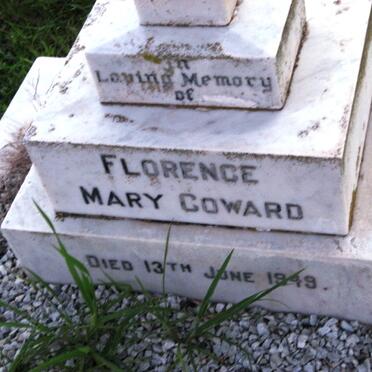 In
Loving Memory
of
FLORENCE
MARY COWARD
DIED 13TH JUNE 1949.